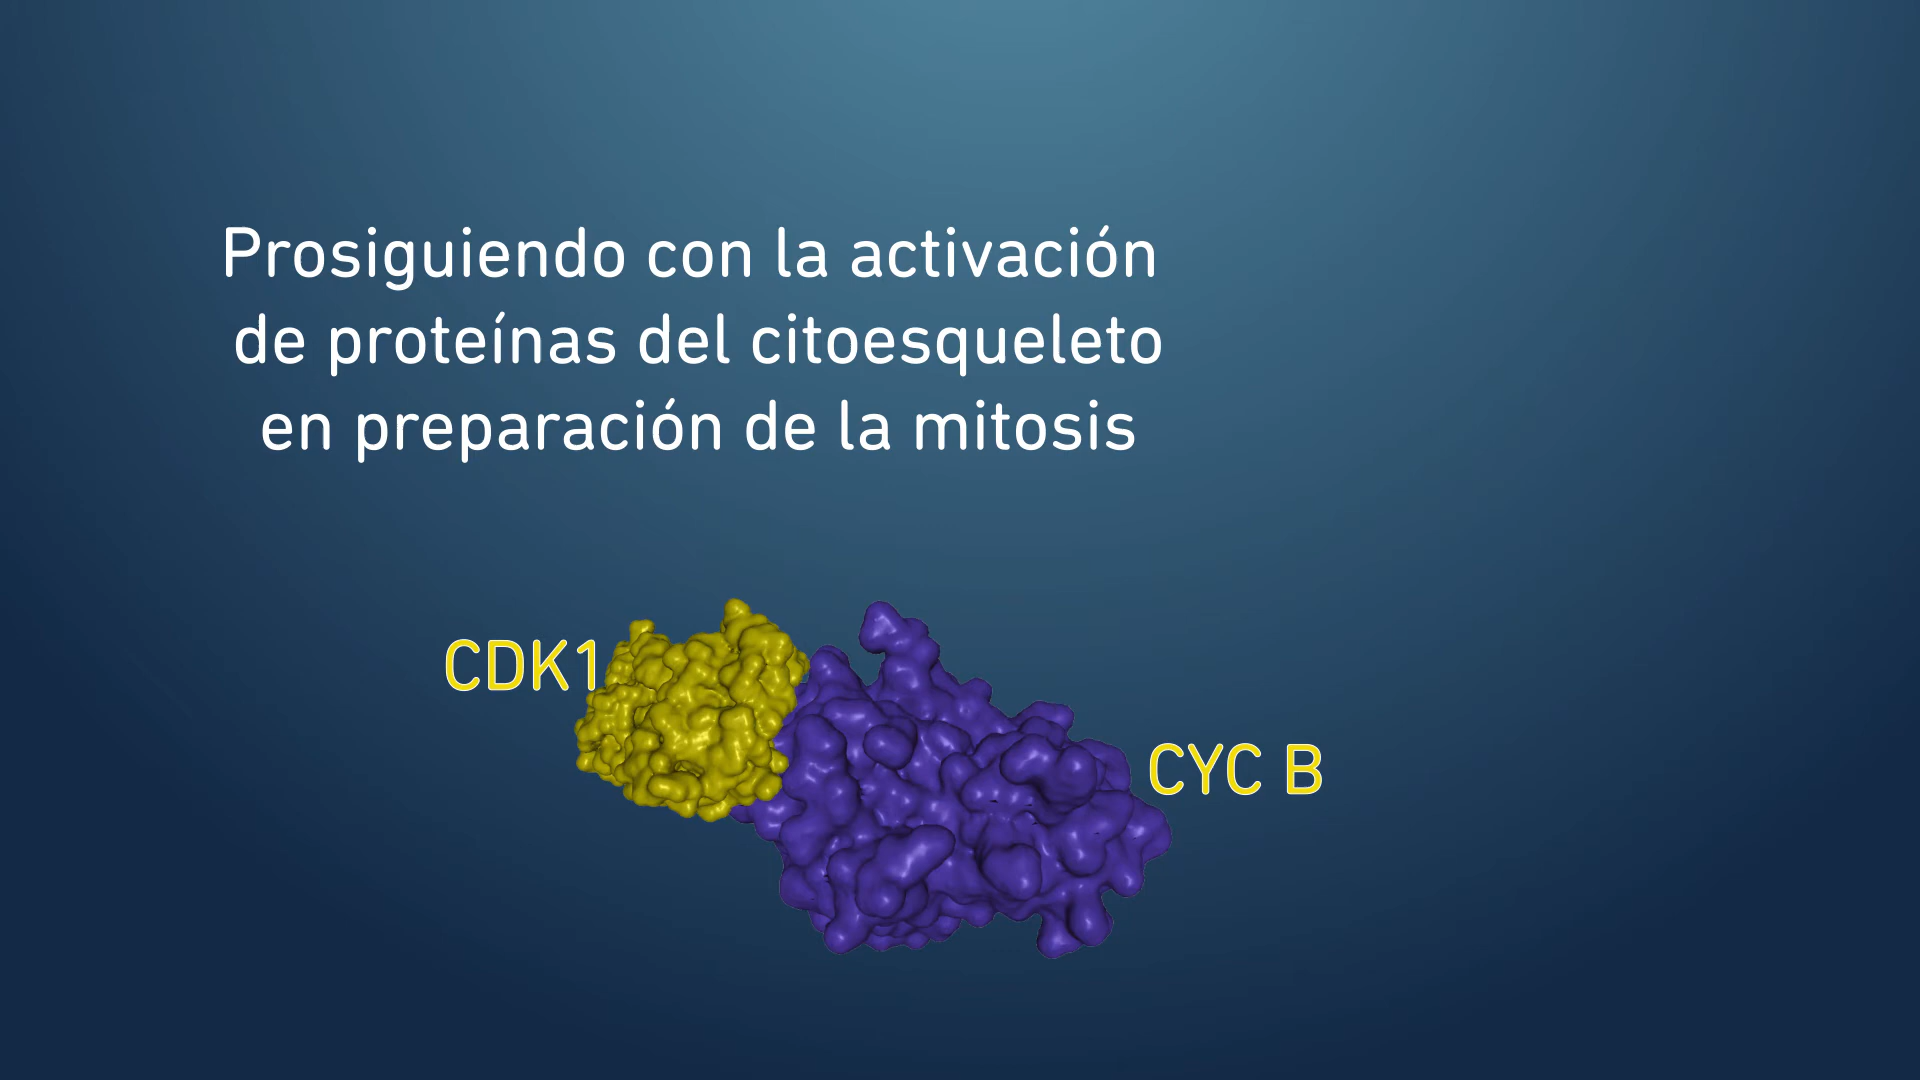 Prosiguiendo con la activación
de proteínas del citoesqueleto
en preparación de la mitosis
CDK1
CYC B